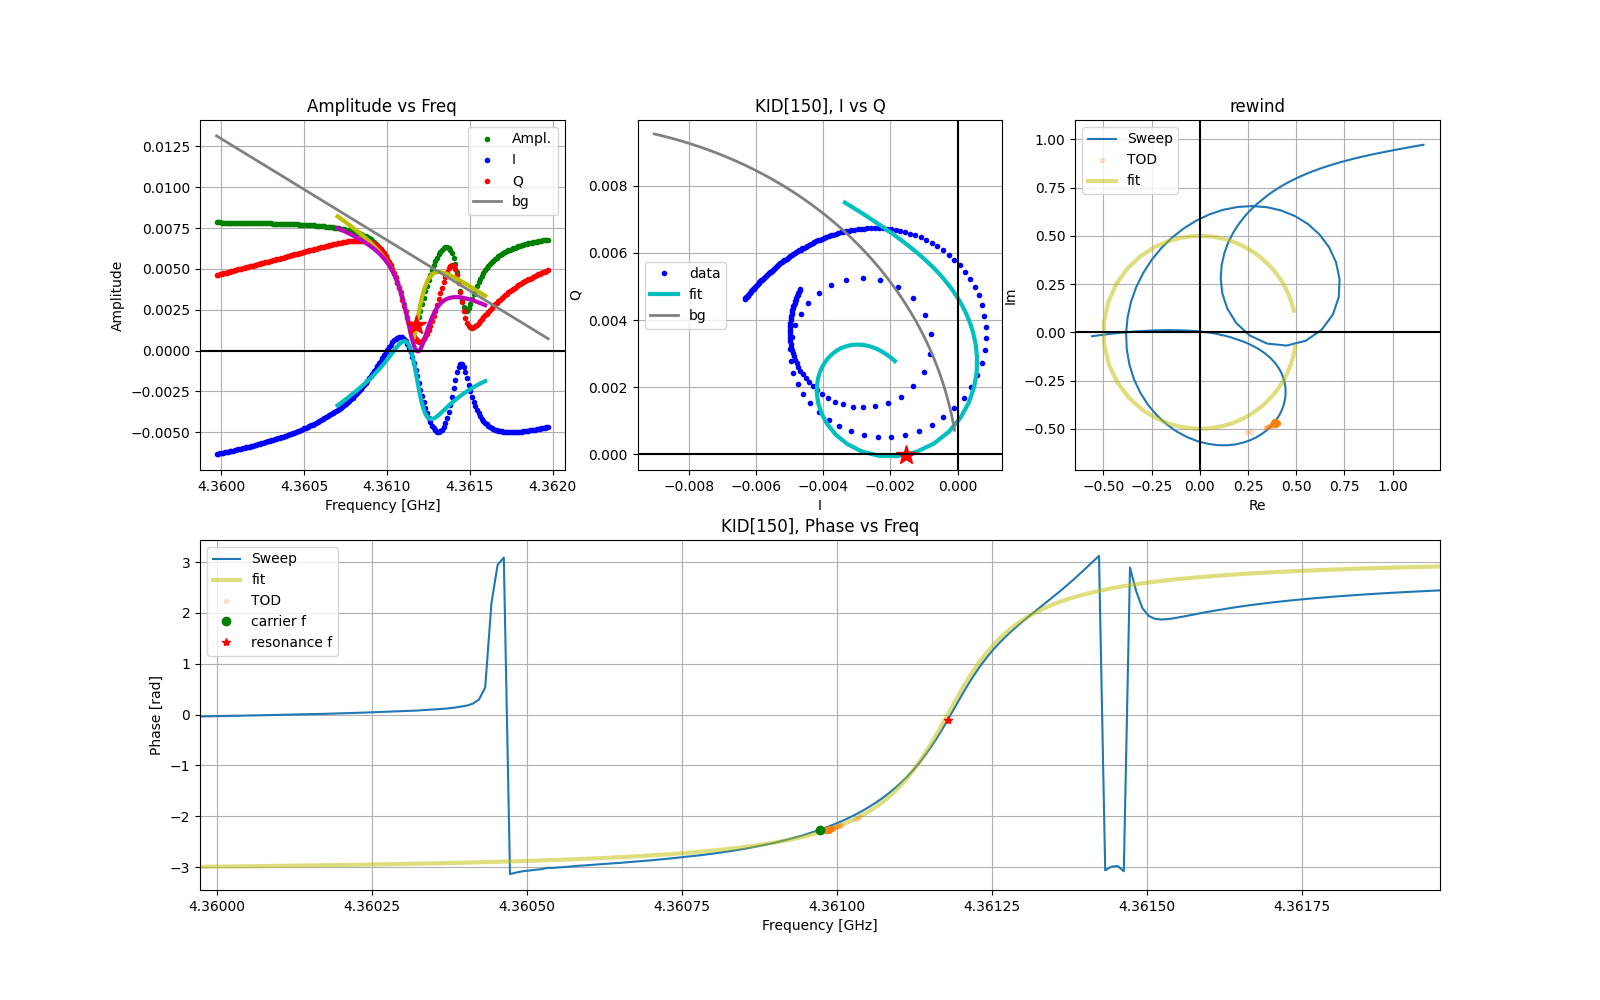 Amplitude vs Freq
Amplitude
0.0125
0.0100
0.0075
0.0050
0.0025
0.0000
−0.0025
−0.0050
Ampl.
I
Q
bg
4.3600 4.3605 4.3610 4.3615 4.3620
Frequency [GHz]
KID[150], I vs Q
Q
0.008
0.006
0.004
0.002
0.000
data
fit
bg
−0.008 −0.006 −0.004 −0.002 0.000
I
rewind
Im
1.00
0.75
0.50
0.25
0.00
−0.25
−0.50
Sweep
TOD
fit
−0.50 −0.25 0.00 0.25 0.50 0.75 1.00
Re
KID[150], Phase vs Freq
Phase [rad]
3
2
1
0
−1
−2
−3
Sweep
fit
TOD
carrier f
resonance f
4.36000 4.36025 4.36050 4.36075 4.36100 4.36125 4.36150 4.36175
Frequency [GHz]